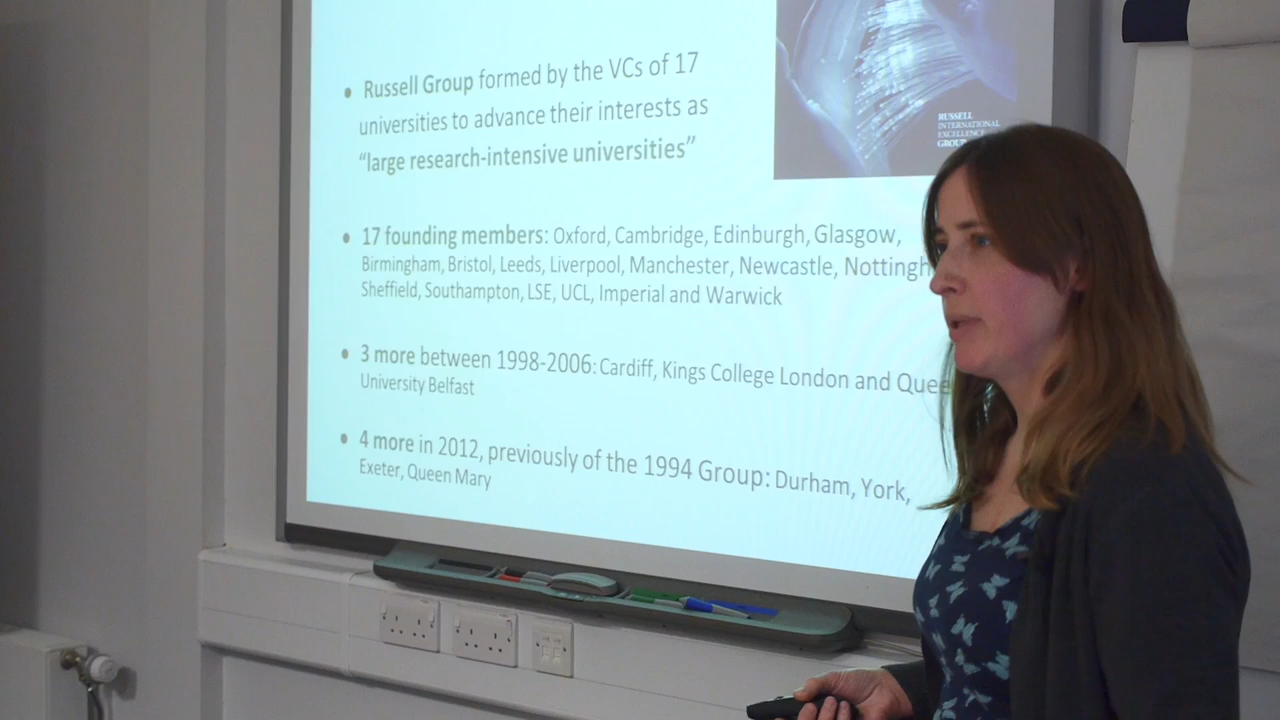 • Russell Group formed by the VCs of 17
universities to advance their interests as
“large research-intensive universities”
RUSSELL
INTERNATIONAL
EXCELLENCE
GROUP
• 17 founding members: Oxford, Cambridge, Edinburgh, Glasgow,
Birmingham, Bristol, Leeds, Liverpool, Manchester, Newcastle, Nottingh
Sheffield, Southampton, LSE, UCL, Imperial and Warwick
• 3 more between 1998-2006: Cardiff, Kings College London and Quee
University Belfast
• 4 more in 2012, previously of the 1994 Group: Durham, York,
Exeter, Queen Mary